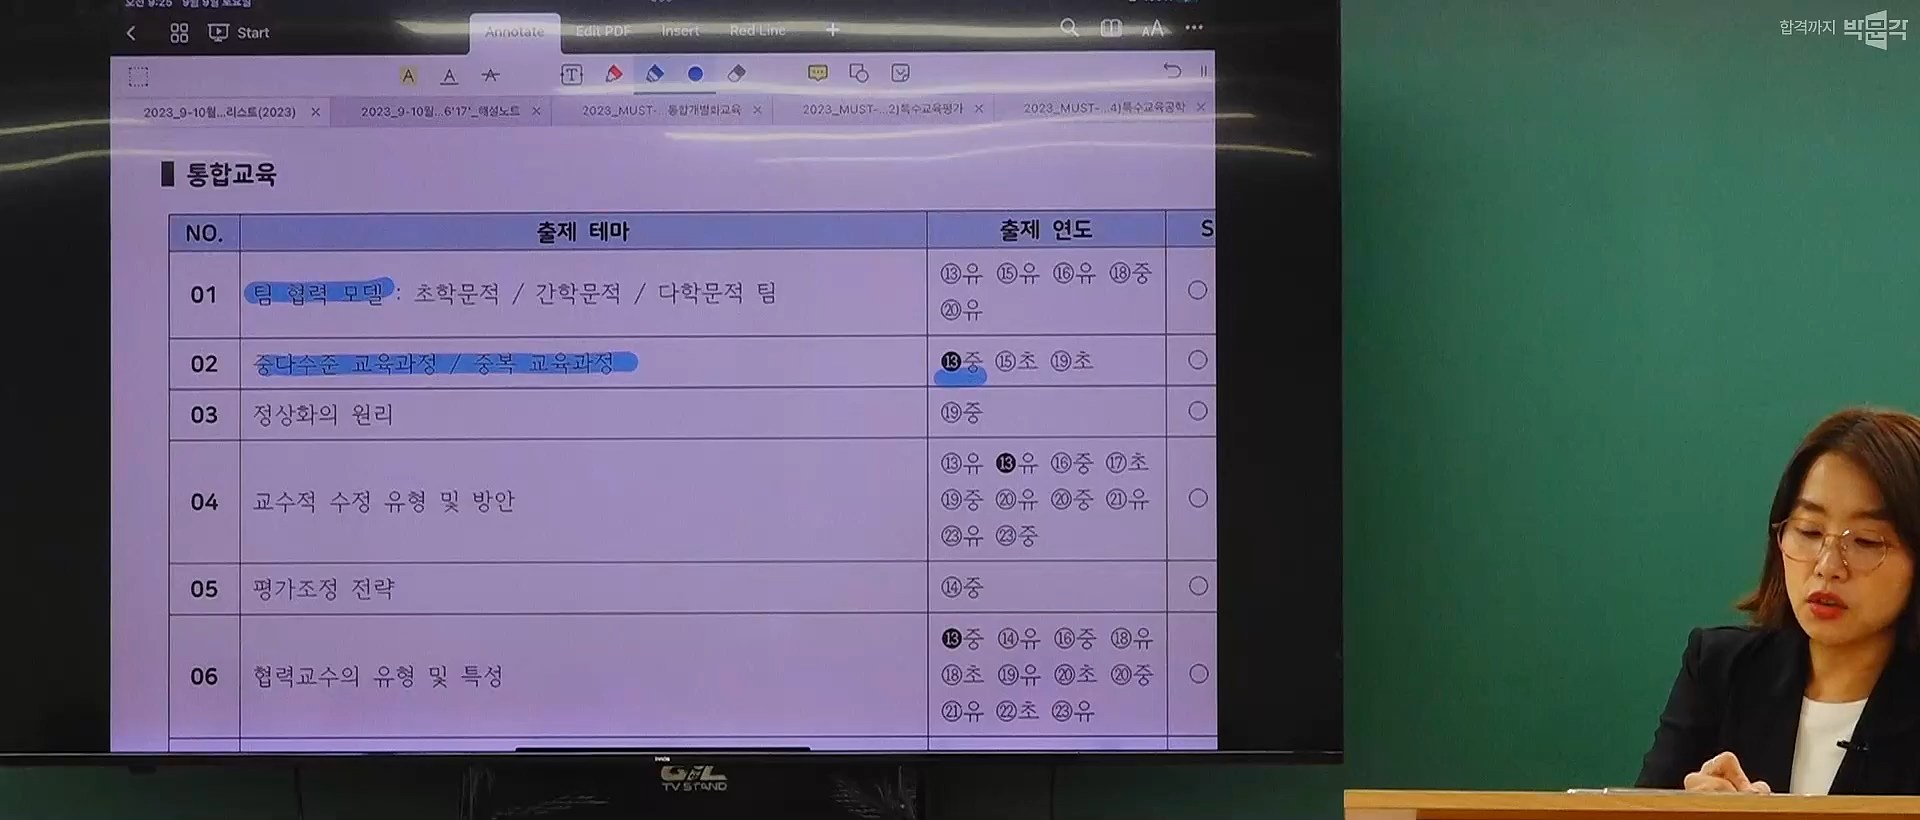 오전 9:25 9월 9일 토요일
합격까지 박문각
Start
Annotate Edit PDF Insert Red Line
2023_9-10월...리스트(2023) 2023_9-10월...6'17'_해설노트 2023_MUST-...통합개별화교육 2023_MUST-...2)특수교육평가 2023_MUST-...4)특수교육공학
통합교육
NO. 출제 테마 출제 연도 S
01 팀 협력 모델 : 초학문적 / 간학문적 / 다학문적 팀 ⑬유 ⑮유 ⑯유 ⑱중
⑳유
02 중다수준 교육과정 / 중복 교육과정 ⓭중 ⑮초 ⑲초
03 정상화의 원리 ⑲중
04 교수적 수정 유형 및 방안 ⑬유 ⓭유 ⑯중 ⑰초
⑲중 ⑳유 ⑳중 ㉑유
㉓유 ㉓중
05 평가조정 전략 ⑭중
06 협력교수의 유형 및 특성 ⓭중 ⑭유 ⑯중 ⑱유
⑱초 ⑲유 ⑳초 ⑳중
㉑유 ㉒초 ㉓유
TV STAND